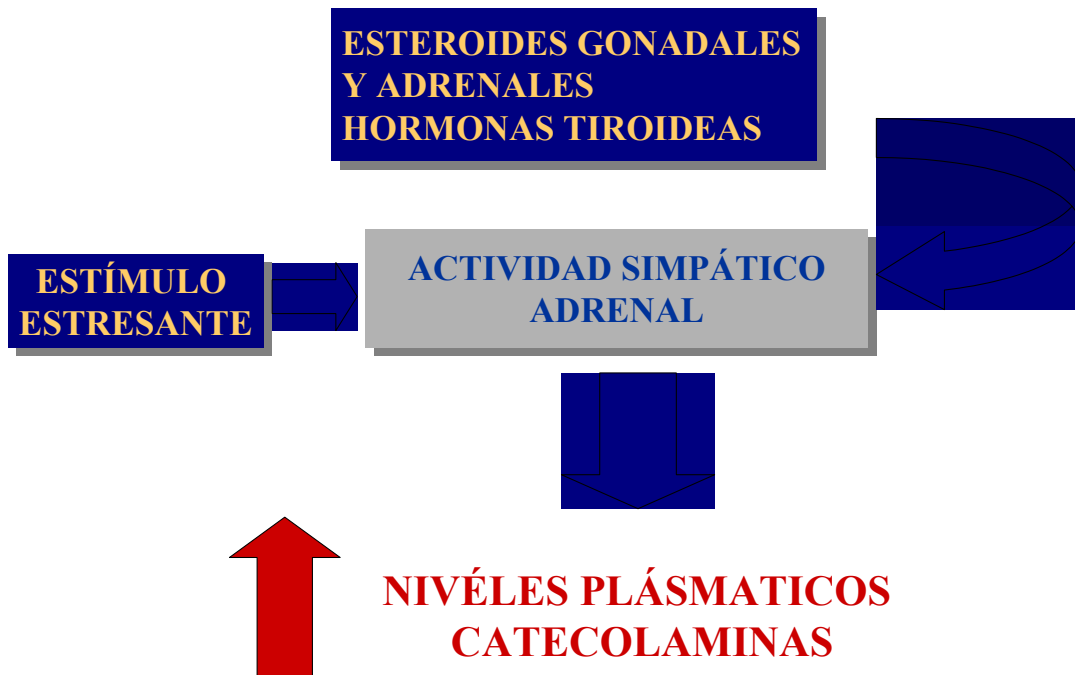 ESTEROIDES GONADALES
Y ADRENALES
HORMONAS TIROIDEAS
ESTÍMULO
ESTRESANTE
ACTIVIDAD SIMPÁTICO
ADRENAL
NIVÉLES PLÁSMATICOS
CATECOLAMINAS